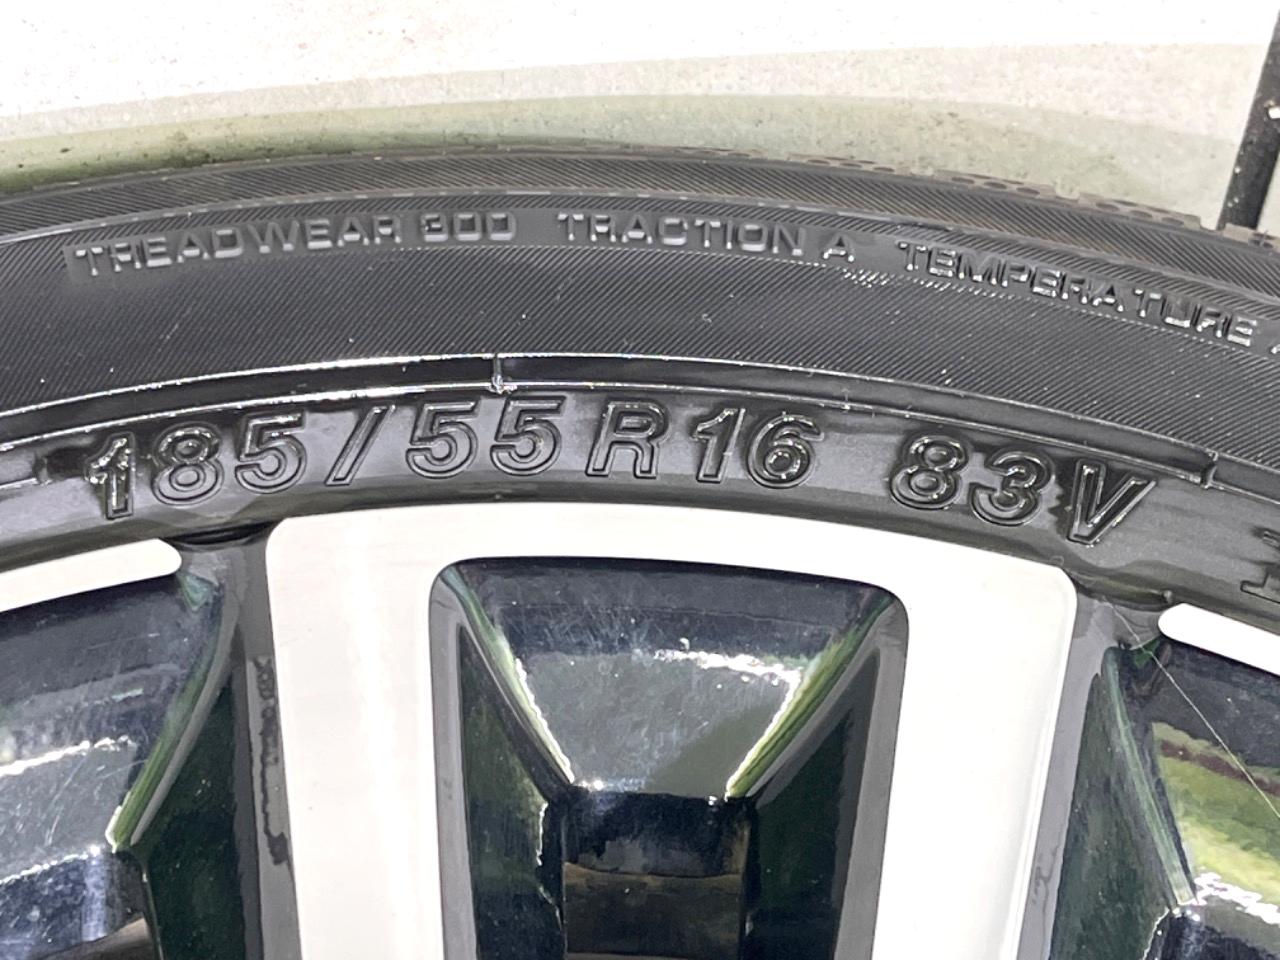 TREADWEAR 300 TRACTION A TEMPERATURE
185/55R16 83V